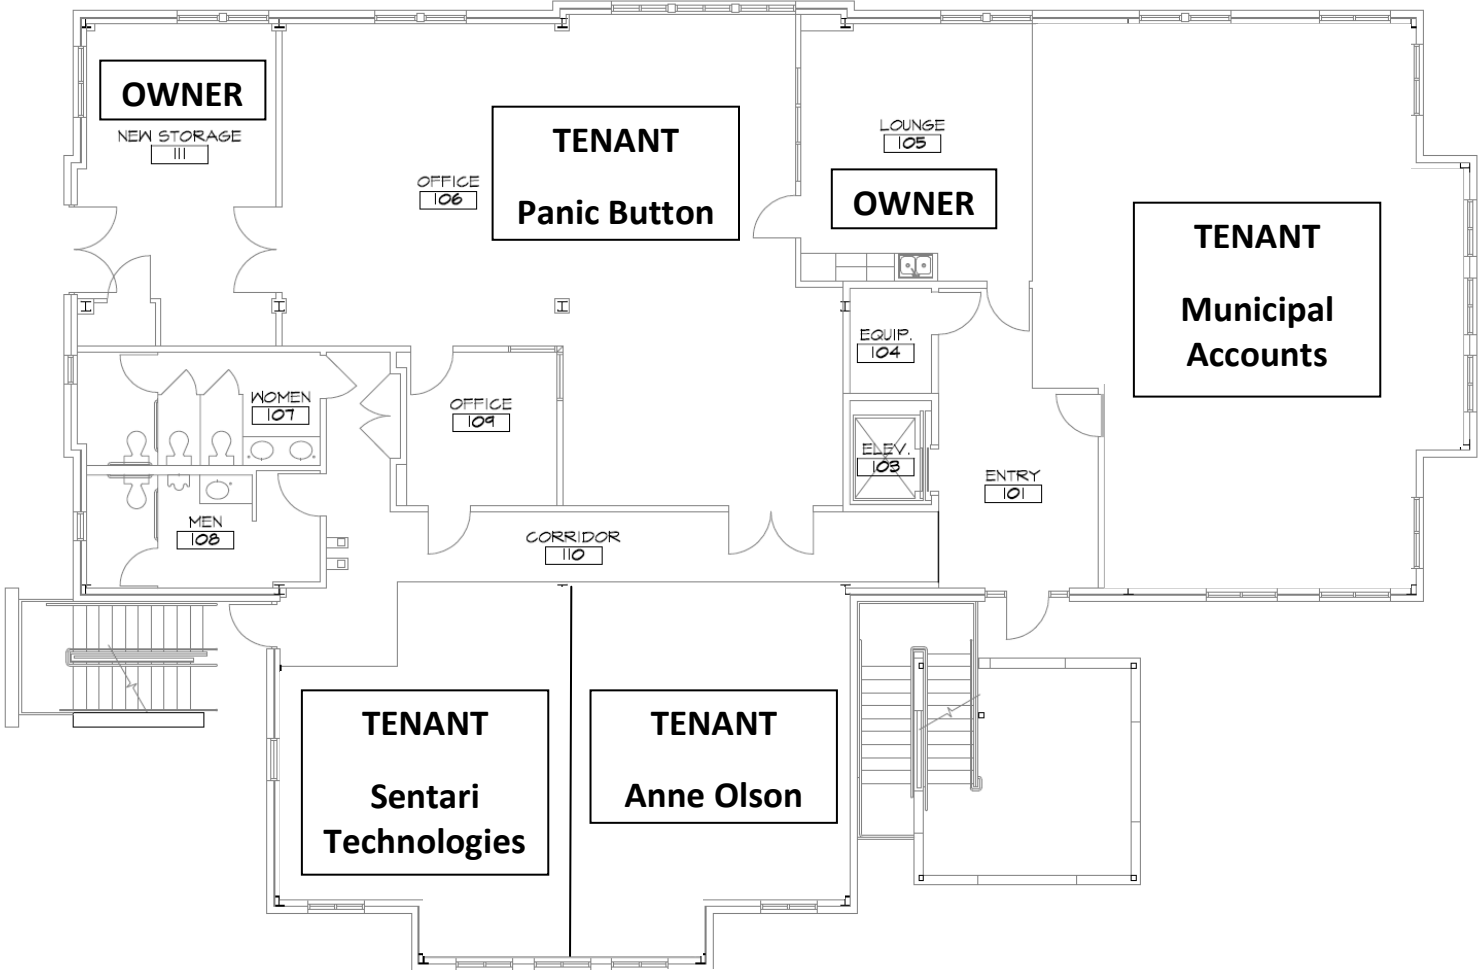 OWNER
NEW STORAGE
111
TENANT
Panic Button
OFFICE
106
LOUNGE
105
OWNER
TENANT
Municipal
Accounts
EQUIP.
104
WOMEN
107
OFFICE
109
ELEV.
103
ENTRY
101
MEN
108
CORRIDOR
110
TENANT
Sentari
Technologies
TENANT
Anne Olson